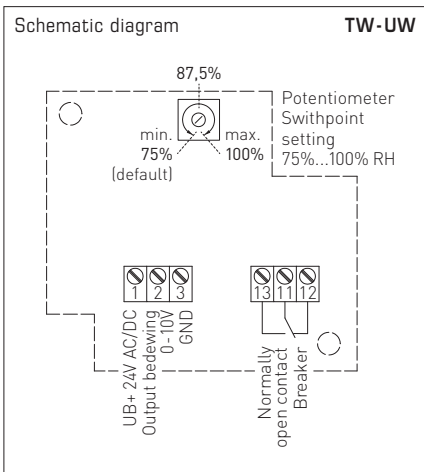 Schematic diagram TW-UW
87,5%
min. max.
75% 100%
(default)
Potentiometer
Swithpoint
setting
75%...100% RH
1 2 3
13 11 12
UB+ 24V AC/DC
Output bedewing
0-10V
GND
Normally
open contact
Breaker